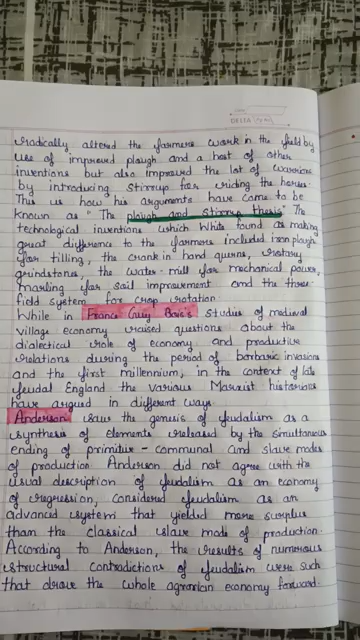 DELTA
radically altered the farmers work in the field by
use of improved plough and a host of other
inventions but also improved the lot of warriors
by introducing stirrup for riding the horse.
This is how his arguments have come to be
known as "The plough and stirrup thesis" The
technological inventions which White found as making
great difference to the farmers included iron plough
for tilling, the crank in hand querns, rotary
grindstone, the water-mill for mechanical power,
marling for soil improvement and the three
field system for crop rotation
While in France Guy Bois's studies of medival
village economy raised questions about the
dialectical role of economy and productive
relations during the period of barbaric invasions
and the first millennium, in the context of late
feudal England the various Marxist historians
have argued in different ways.
Anderson saw the genesis of feudalism as a
synthesis of elements released by the simultaneous
ending of primitive-communal and slave modes
of production Anderson did not agree with the
usual description of feudalism as an economy
of regression, considered feudalism as an
advanced system that yielded more surplus
than the classical slave mode of production.
According to Anderson, the results of numerous
structural contradictions of feudalism were such
that drove the whole agrarian economy forward.